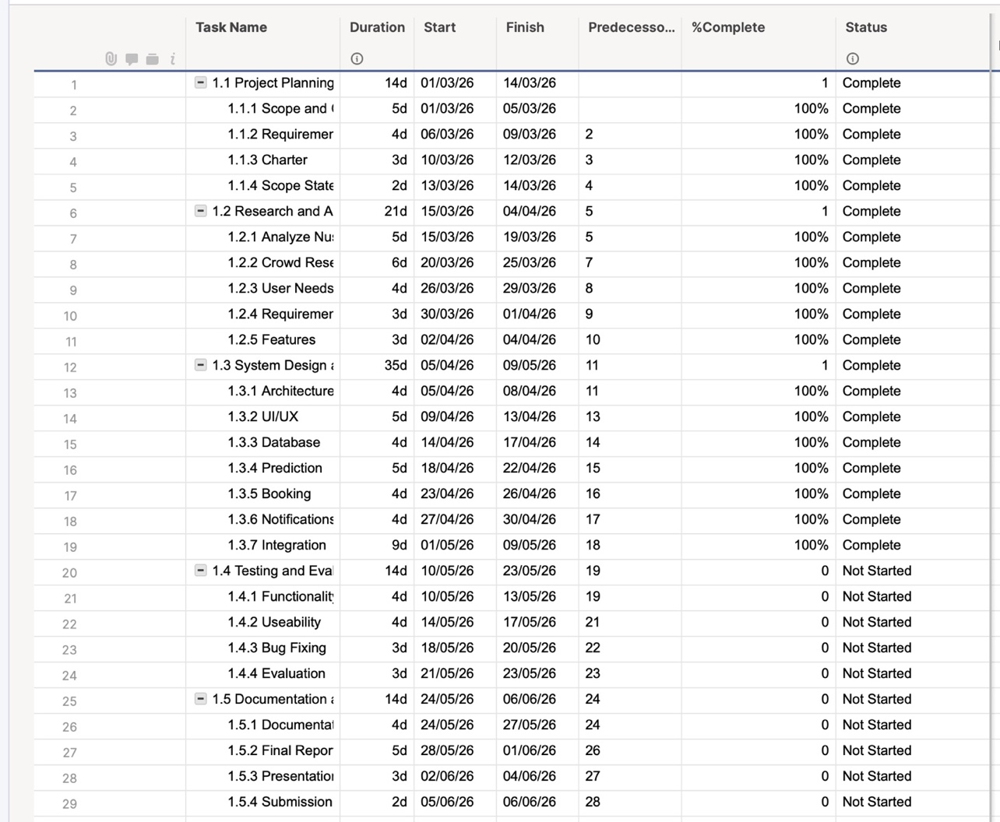 Task Name Duration Start Finish Predecesso... %Complete Status
1 1.1 Project Planning 14d 01/03/26 14/03/26 1 Complete
2 1.1.1 Scope and 5d 01/03/26 05/03/26 100% Complete
3 1.1.2 Requiremer 4d 06/03/26 09/03/26 2 100% Complete
4 1.1.3 Charter 3d 10/03/26 12/03/26 3 100% Complete
5 1.1.4 Scope State 2d 13/03/26 14/03/26 4 100% Complete
6 1.2 Research and A 21d 15/03/26 04/04/26 5 1 Complete
7 1.2.1 Analyze Nu 5d 15/03/26 19/03/26 5 100% Complete
8 1.2.2 Crowd Rese 6d 20/03/26 25/03/26 7 100% Complete
9 1.2.3 User Needs 4d 26/03/26 29/03/26 8 100% Complete
10 1.2.4 Requiremer 3d 30/03/26 01/04/26 9 100% Complete
11 1.2.5 Features 3d 02/04/26 04/04/26 10 100% Complete
12 1.3 System Design 35d 05/04/26 09/05/26 11 1 Complete
13 1.3.1 Architecture 4d 05/04/26 08/04/26 11 100% Complete
14 1.3.2 UI/UX 5d 09/04/26 13/04/26 13 100% Complete
15 1.3.3 Database 4d 14/04/26 17/04/26 14 100% Complete
16 1.3.4 Prediction 5d 18/04/26 22/04/26 15 100% Complete
17 1.3.5 Booking 4d 23/04/26 26/04/26 16 100% Complete
18 1.3.6 Notifications 4d 27/04/26 30/04/26 17 100% Complete
19 1.3.7 Integration 9d 01/05/26 09/05/26 18 100% Complete
20 1.4 Testing and Eval 14d 10/05/26 23/05/26 19 0 Not Started
21 1.4.1 Functionality 4d 10/05/26 13/05/26 19 0 Not Started
22 1.4.2 Useability 4d 14/05/26 17/05/26 21 0 Not Started
23 1.4.3 Bug Fixing 3d 18/05/26 20/05/26 22 0 Not Started
24 1.4.4 Evaluation 3d 21/05/26 23/05/26 23 0 Not Started
25 1.5 Documentation 14d 24/05/26 06/06/26 24 0 Not Started
26 1.5.1 Documentat 4d 24/05/26 27/05/26 24 0 Not Started
27 1.5.2 Final Repor 5d 28/05/26 01/06/26 26 0 Not Started
28 1.5.3 Presentation 3d 02/06/26 04/06/26 27 0 Not Started
29 1.5.4 Submission 2d 05/06/26 06/06/26 28 0 Not Started